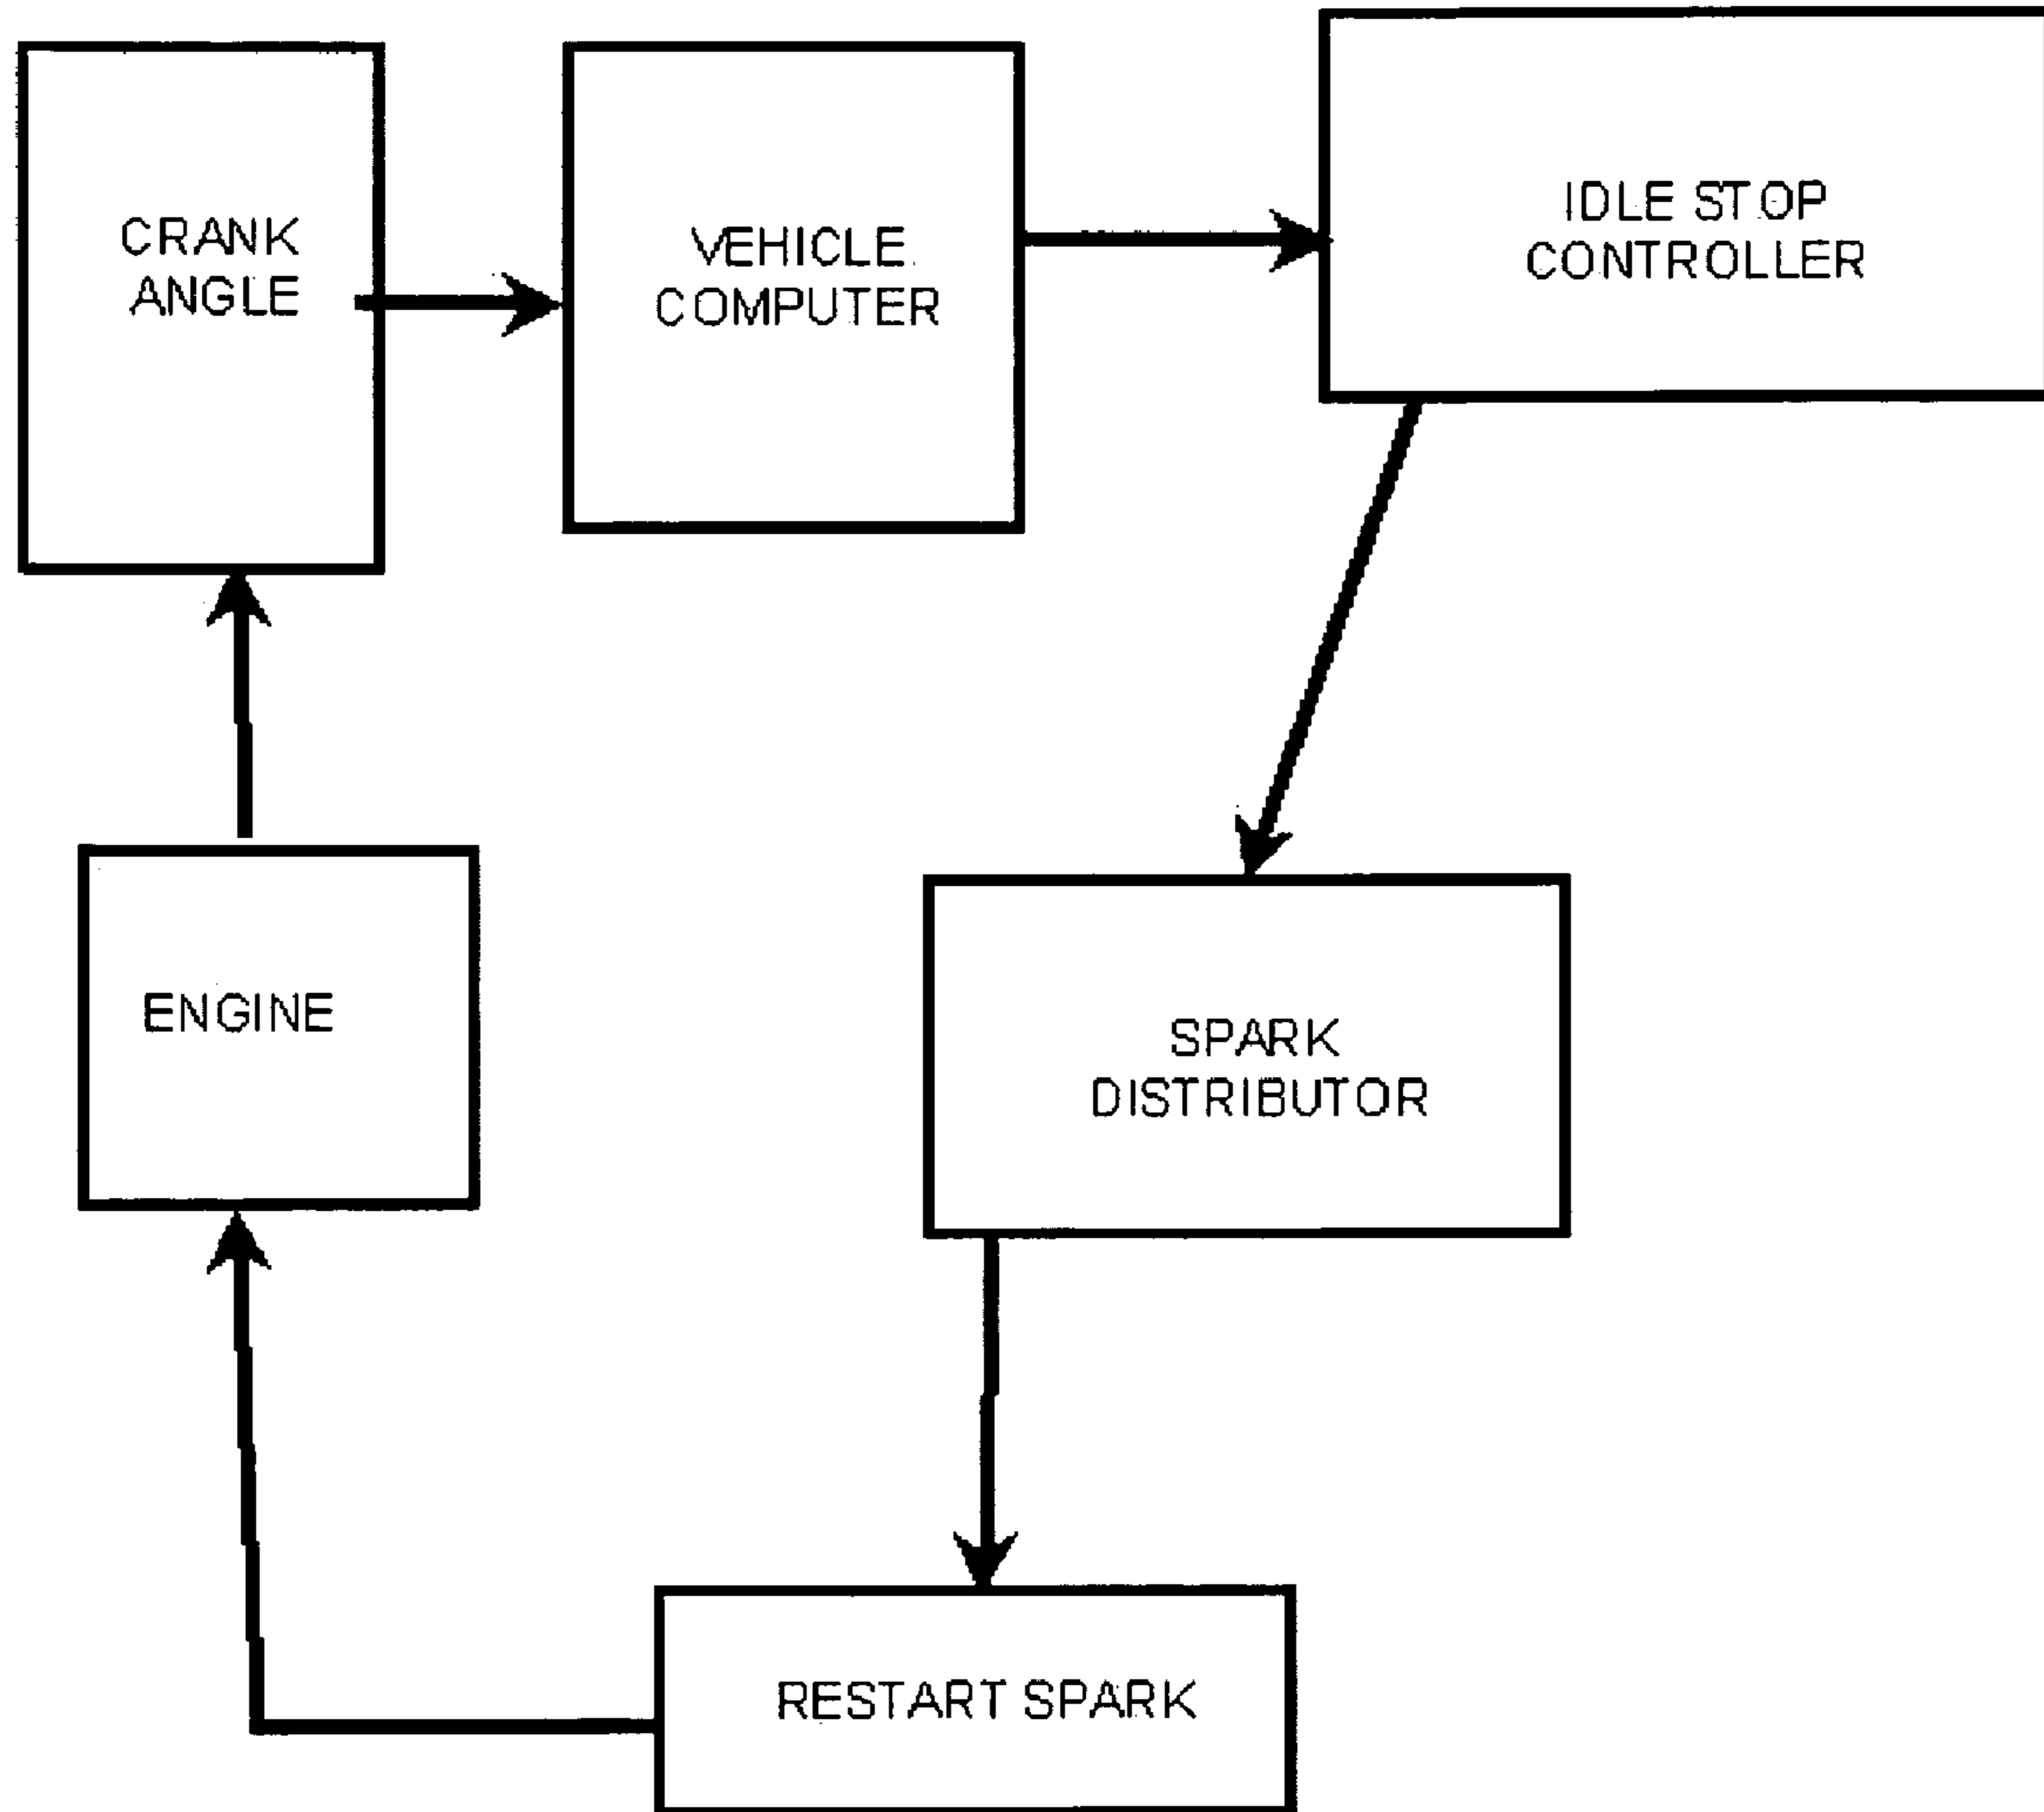 CRANK
ANGLE
VEHICLE
COMPUTER
IDLE STOP
CONTROLLER
ENGINE
SPARK
DISTRIBUTOR
RESTART SPARK